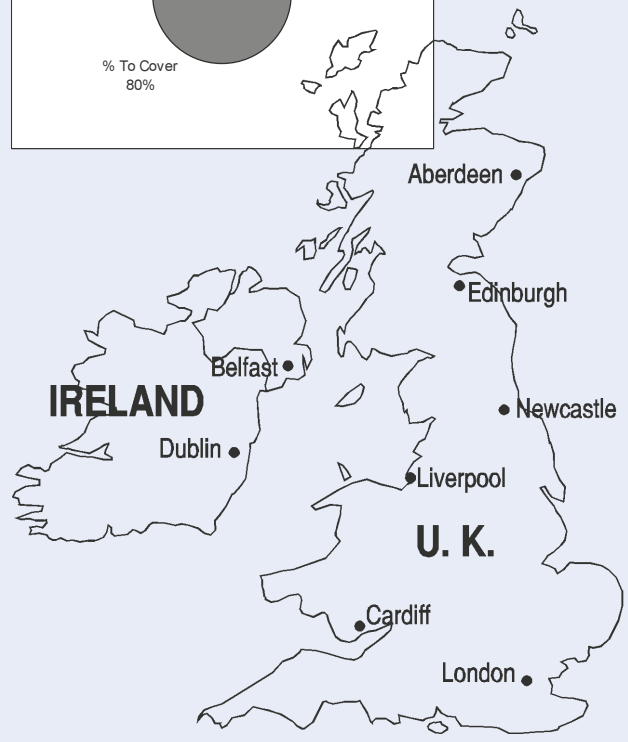 % To Cover
80%
Aberdeen
Edinburgh
Belfast
IRELAND
Newcastle
Dublin
Liverpool
U. K.
Cardiff
London